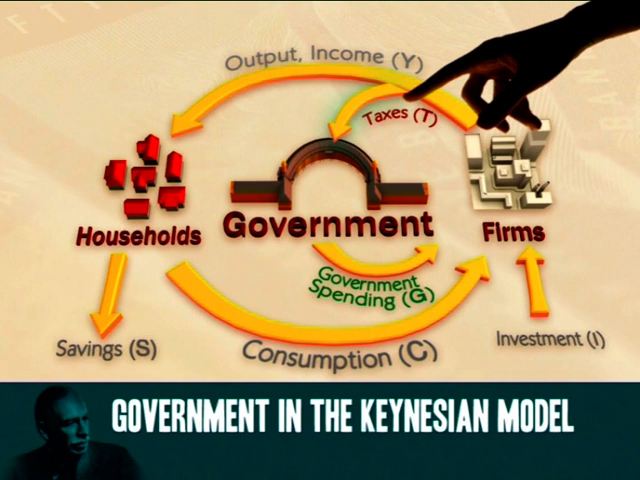 Output, Income (Y)
Taxes (T)
Households
Government
Firms
Government
Spending (G)
Savings (S)
Consumption (C)
Investment (I)
GOVERNMENT IN THE KEYNESIAN MODEL